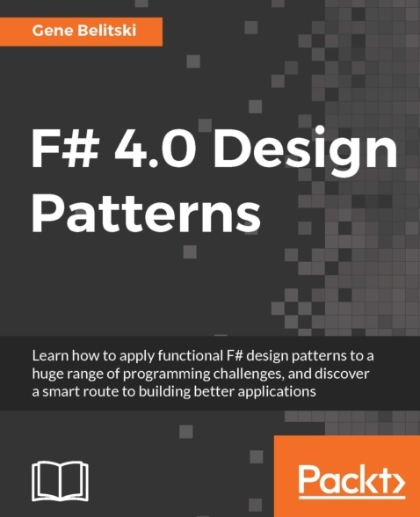 Gene Belitski
F# 4.0 Design
Patterns
Learn how to apply functional F# design patterns to a
huge range of programming challenges, and discover
a smart route to building better applications
Packt>